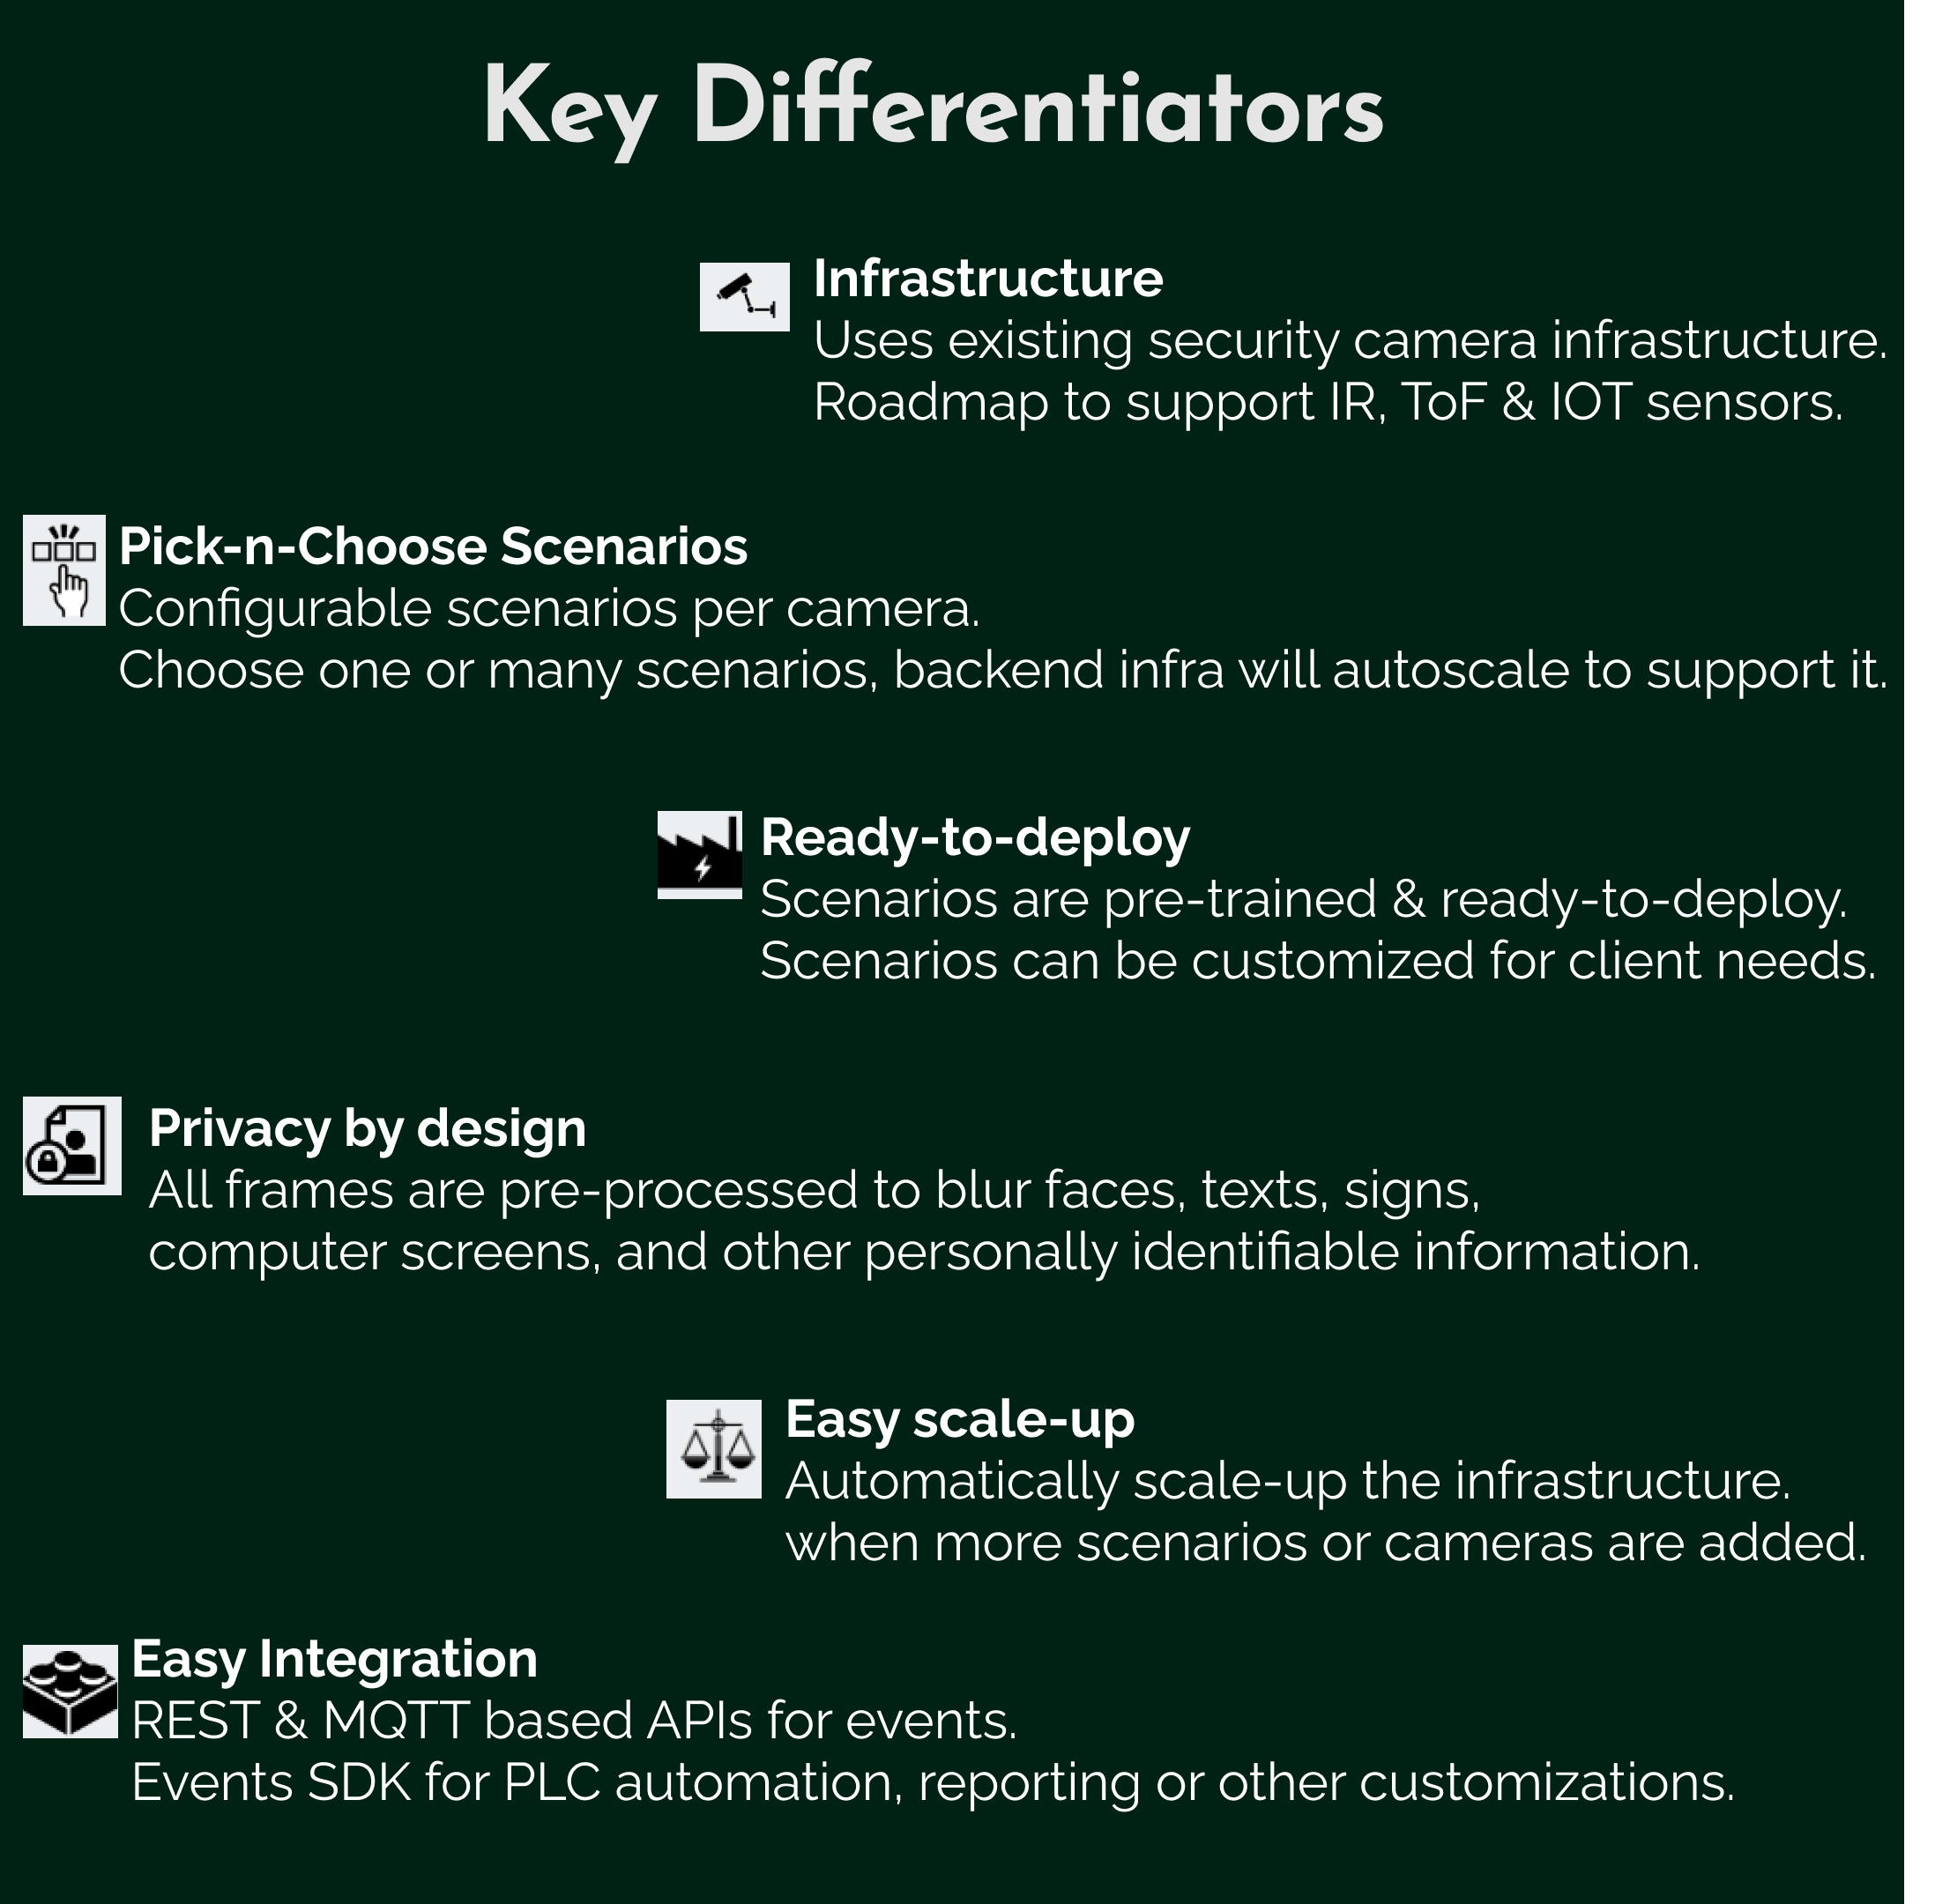 Key Differentiators
Infrastructure
Uses existing security camera infrastructure.
Roadmap to support IR, ToF & IOT sensors.
Pick-n-Choose Scenarios
Configurable scenarios per camera.
Choose one or many scenarios, backend infra will autoscale to support it.
Ready-to-deploy
Scenarios are pre-trained & ready-to-deploy.
Scenarios can be customized for client needs.
Privacy by design
All frames are pre-processed to blur faces, texts, signs,
computer screens, and other personally identifiable information.
Easy scale-up
Automatically scale-up the infrastructure.
when more scenarios or cameras are added.
Easy Integration
REST & MQTT based APIs for events.
Events SDK for PLC automation, reporting or other customizations.